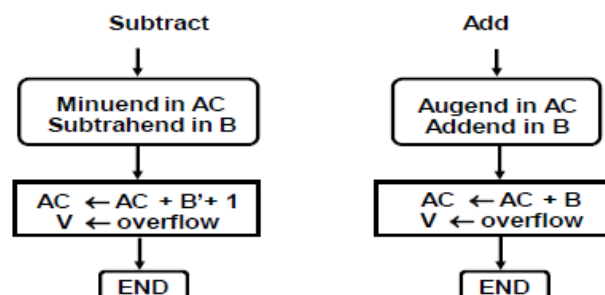 Subtract
Minuend in AC
Subtrahend in B
AC ← AC + B'+ 1
V ← overflow
END
Add
Augend in AC
Addend in B
AC ← AC + B
V ← overflow
END